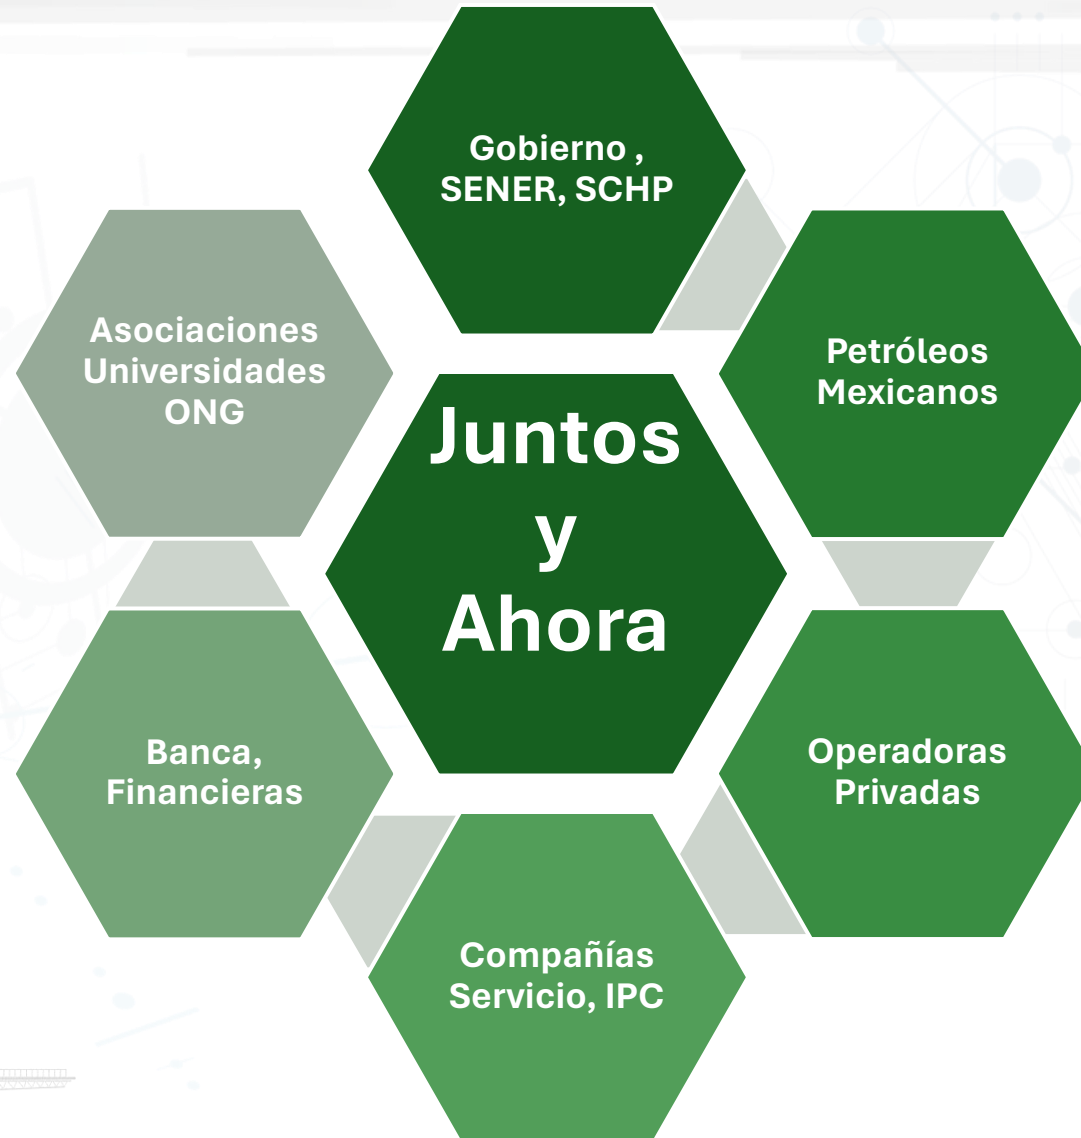 Gobierno ,
SENER, SCHP
Petróleos
Mexicanos
Operadoras
Privadas
Compañías
Servicio, IPC
Banca,
Financieras
Asociaciones
Universidades
ONG
Juntos
y
Ahora